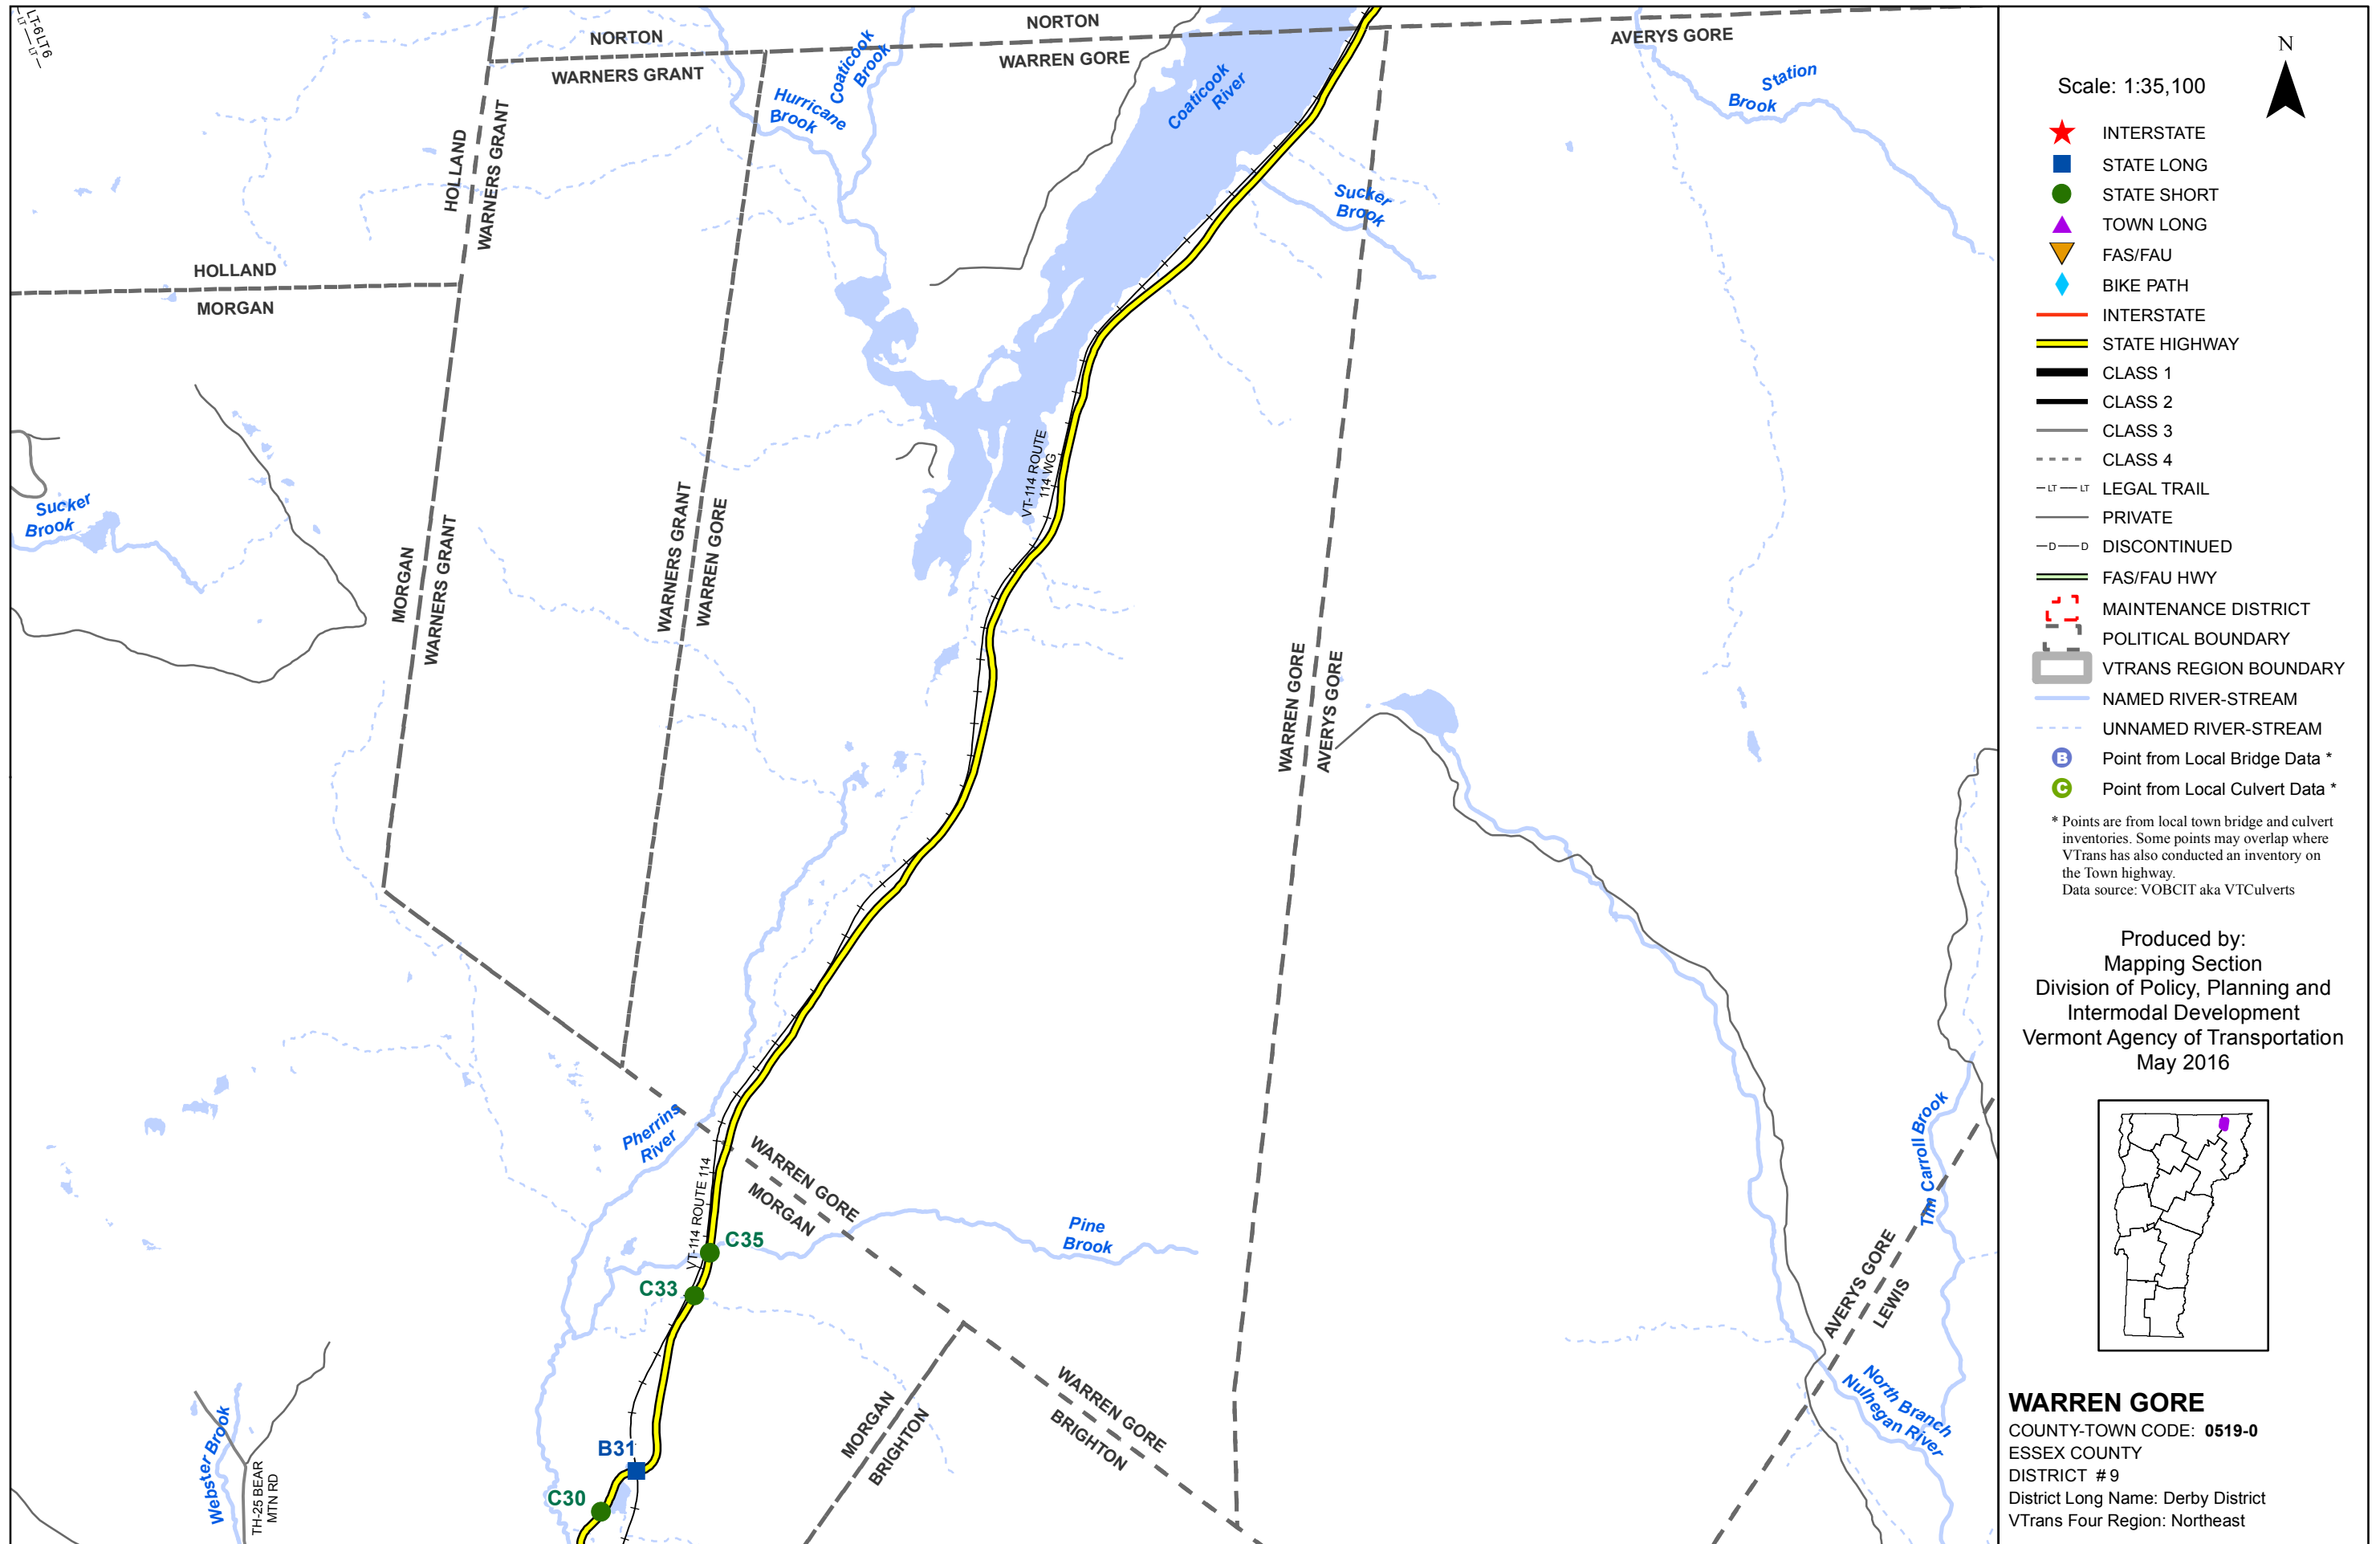 LT-6 LT6
LT — LT
NORTON
WARNERS GRANT
NORTON
WARREN GORE
AVERYS GORE
Coaticook
Brook
Hurricane
Brook
Coaticook
River
Station
Brook
Sucker
Brook
HOLLAND
WARNERS GRANT
HOLLAND
MORGAN
Sucker
Brook
VT-114 ROUTE
114 WG
MORGAN
WARNERS GRANT
WARNERS GRANT
WARREN GORE
WARREN GORE
AVERYS GORE
Pherrins
River
WARREN GORE
MORGAN
VT-114 ROUTE 114
C35
C33
Pine
Brook
Tim Carroll Brook
AVERYS GORE
LEWIS
North Branch
Nulhegan River
WARREN GORE
BRIGHTON
MORGAN
BRIGHTON
B31
C30
Webster Brook
TH-25 BEAR
MTN RD
N
Scale: 1:35,100
INTERSTATE
STATE LONG
STATE SHORT
TOWN LONG
FAS/FAU
BIKE PATH
INTERSTATE
STATE HIGHWAY
CLASS 1
CLASS 2
CLASS 3
CLASS 4
LT LT LEGAL TRAIL
PRIVATE
D D DISCONTINUED
FAS/FAU HWY
MAINTENANCE DISTRICT
POLITICAL BOUNDARY
VTRANS REGION BOUNDARY
NAMED RIVER-STREAM
UNNAMED RIVER-STREAM
B Point from Local Bridge Data *
C Point from Local Culvert Data *
* Points are from local town bridge and culvert
inventories. Some points may overlap where
VTrans has also conducted an inventory on
the Town highway.
Data source: VOBCIT aka VTCulverts
Produced by:
Mapping Section
Division of Policy, Planning and
Intermodal Development
Vermont Agency of Transportation
May 2016
WARREN GORE
COUNTY-TOWN CODE: 0519-0
ESSEX COUNTY
DISTRICT # 9
District Long Name: Derby District
VTrans Four Region: Northeast